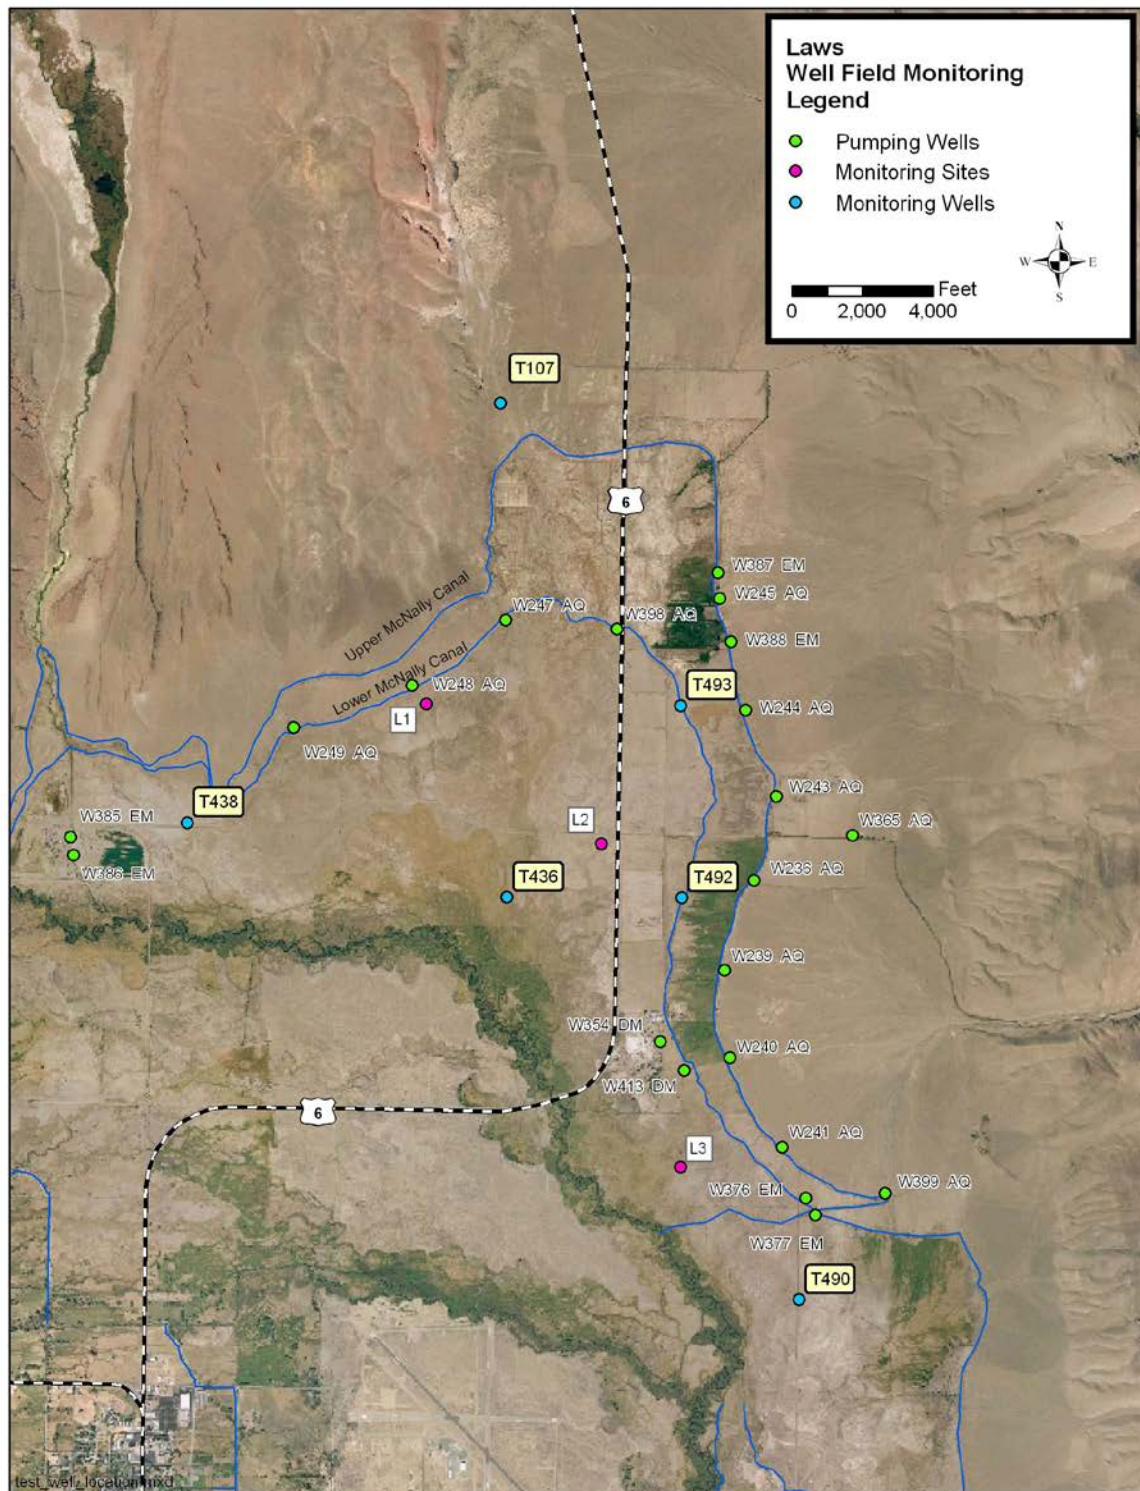 Laws
Well Field Monitoring
Legend
Pumping Wells
Monitoring Sites
Monitoring Wells
N
W E
S
Feet
0 2,000 4,000
T107
6
W387 EM
W245 AQ
Upper McNally Canal
W247 AQ
W398 AQ
W388 EM
Lower McNally Canal
W248 AQ
T493
L1
W244 AQ
W249 AQ
T438
W243 AQ
W385 EM
L2
W365 AQ
W386 EM
T436
T492
W236 AQ
W239 AQ
W354 DM
W240 AQ
W413 DM
6
W241 AQ
L3
W376 EM
W399 AQ
W377 EM
T490
test_well_location.mxd